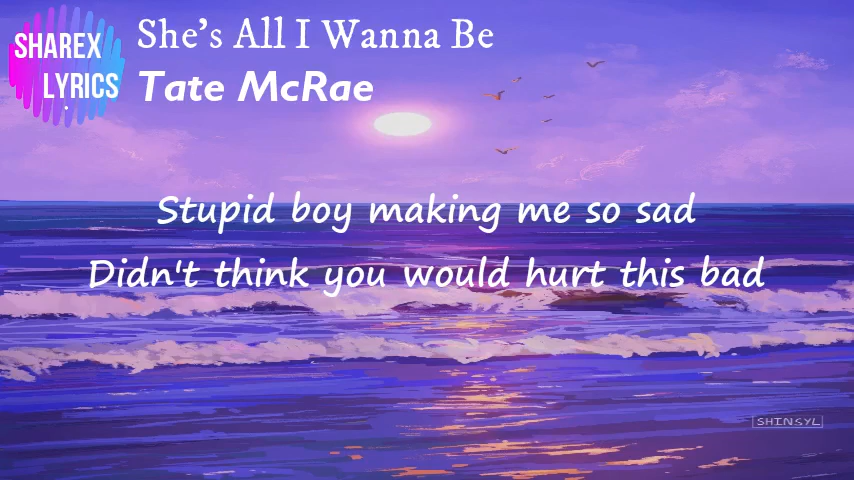 SHAREX
LYRICS
She's All I Wanna Be
Tate McRae
Stupid boy making me so sad
Didn't think you would hurt this bad
SHINSYL